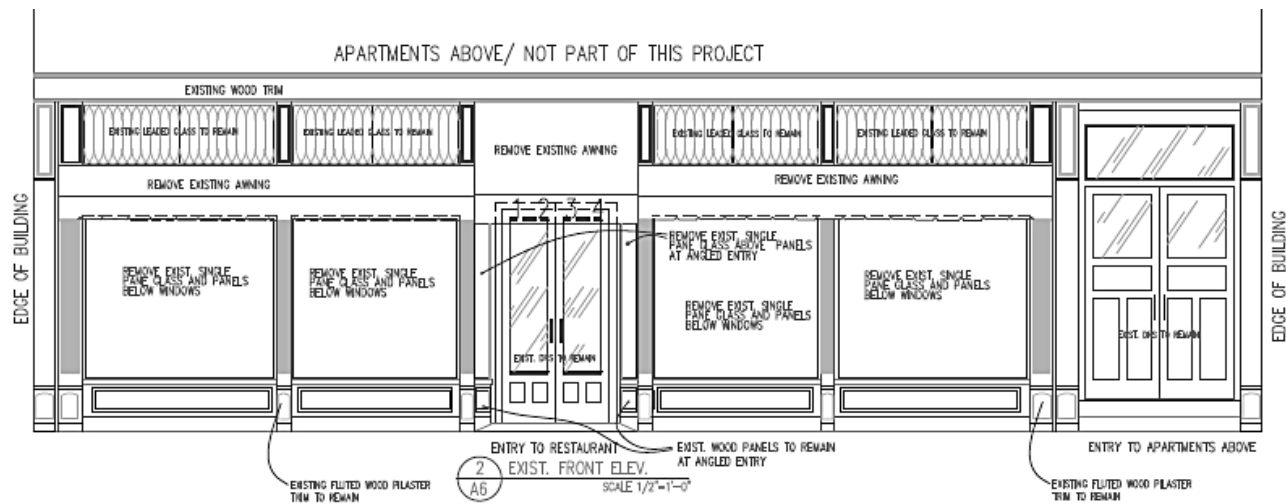 APARTMENTS ABOVE/ NOT PART OF THIS PROJECT
EXISTING WOOD TRIM
EXISTING LEADED GLASS TO REMAIN
EXISTING LEADED GLASS TO REMAIN
REMOVE EXISTING AWNING
EXISTING LEADED GLASS TO REMAIN
EXISTING LEADED GLASS TO REMAIN
REMOVE EXISTING AWNING
REMOVE EXISTING AWNING
EDGE OF BUILDING
1 2 3 4
REMOVE EXIST. SINGLE
PANE GLASS AND PANELS
BELOW WINDOWS
REMOVE EXIST. SINGLE
PANE GLASS AND PANELS
BELOW WINDOWS
REMOVE EXIST. SINGLE
PANE GLASS ABOVE PANELS
AT ANGLED ENTRY
REMOVE EXIST. SINGLE
PANE GLASS AND PANELS
BELOW WINDOWS
REMOVE EXIST. SINGLE
PANE GLASS AND PANELS
BELOW WINDOWS
EDGE OF BUILDING
EXIST. DRS TO REMAIN
EXIST. DRS TO REMAIN
ENTRY TO RESTAURANT
EXIST. WOOD PANELS TO REMAIN
AT ANGLED ENTRY
ENTRY TO APARTMENTS ABOVE
2
A6
EXIST. FRONT ELEV.
SCALE 1/2"=1'-0"
EXISTING FLUTED WOOD PILASTER
TRIM TO REMAIN
EXISTING FLUTED WOOD PILASTER
TRIM TO REMAIN